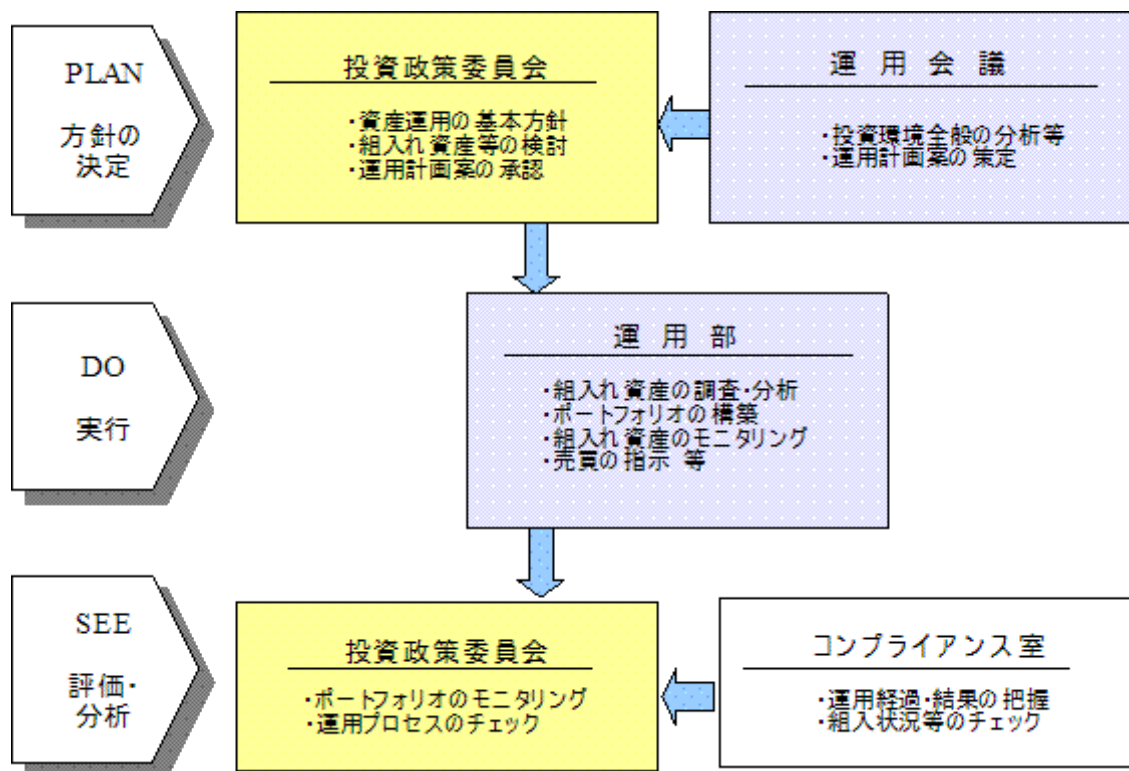 PLAN
方針の
決定
投資政策委員会
・資産運用の基本方針
・組入れ資産等の検討
・運用計画案の承認
運 用 会 議
・投資環境全般の分析等
・運用計画案の策定
DO
実行
運 用 部
・組入れ資産の調査・分析
・ポートフォリオの構築
・組入れ資産のモニタリング
・売買の指示 等
SEE
評価・
分析
投資政策委員会
・ポートフォリオのモニタリング
・運用プロセスのチェック
コンプライアンス室
・運用経過・結果の把握
・組入状況等のチェック